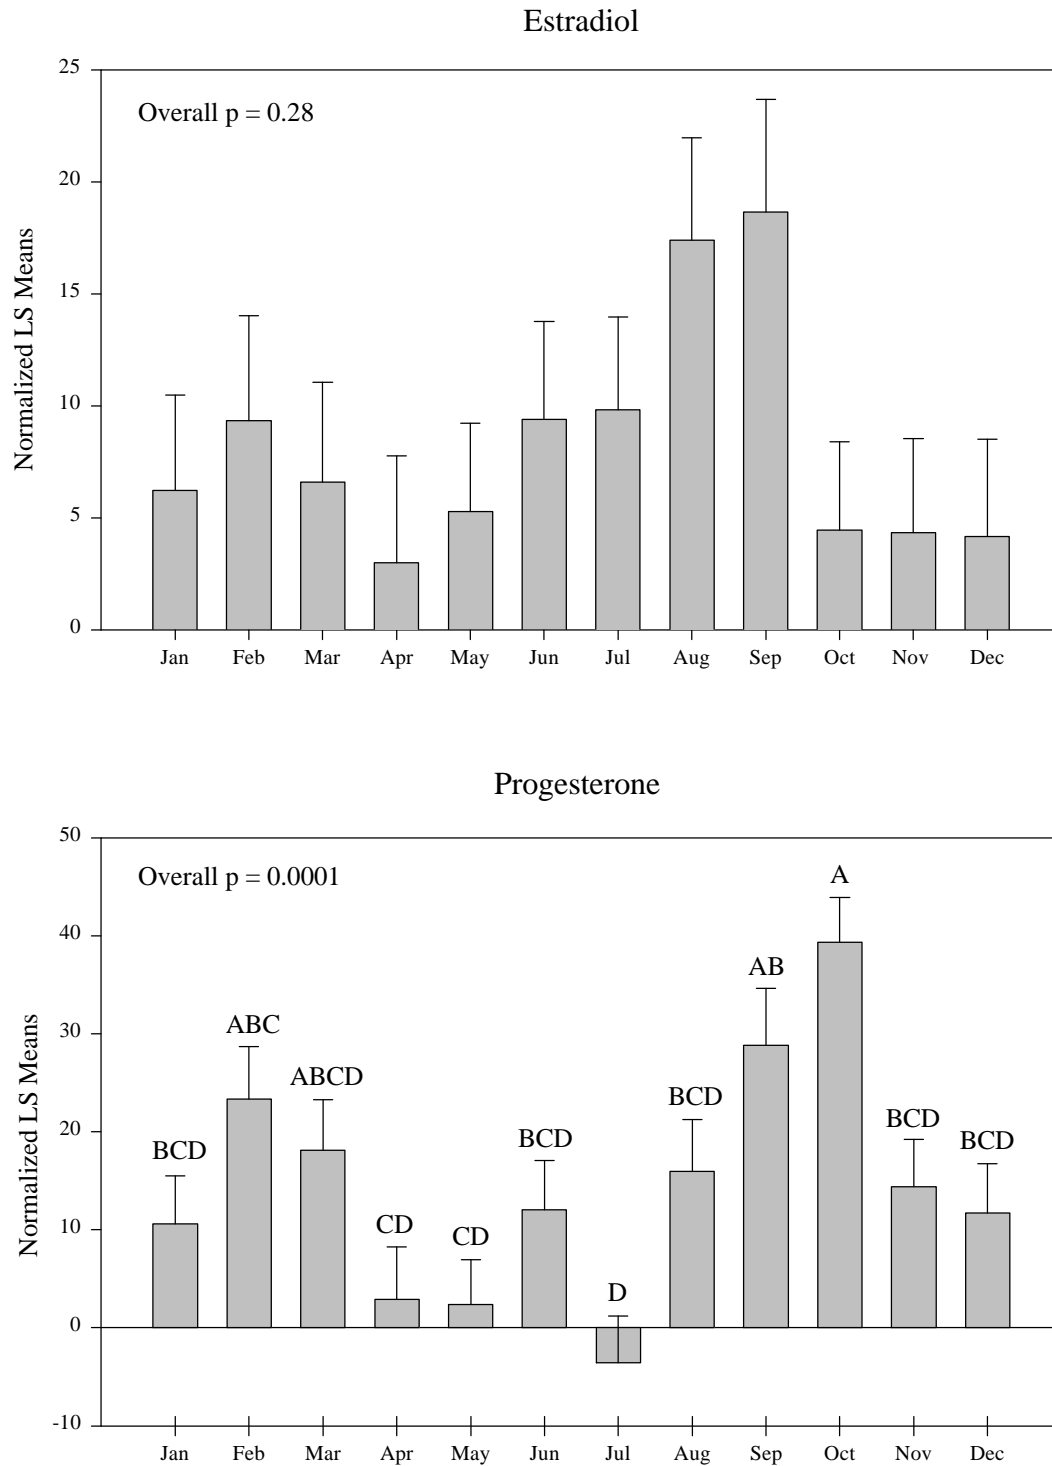 Estradiol
25
Overall p = 0.28
20
15
10
5
0
Normalized LS Means
Jan Feb Mar Apr May Jun Jul Aug Sep Oct Nov Dec
Progesterone
50
Overall p = 0.0001
A
40
AB
30
ABC
ABCD
20
BCD
BCD
BCD
BCD
BCD
10
CD
CD
D
0
-10
Normalized LS Means
Jan Feb Mar Apr May Jun Jul Aug Sep Oct Nov Dec